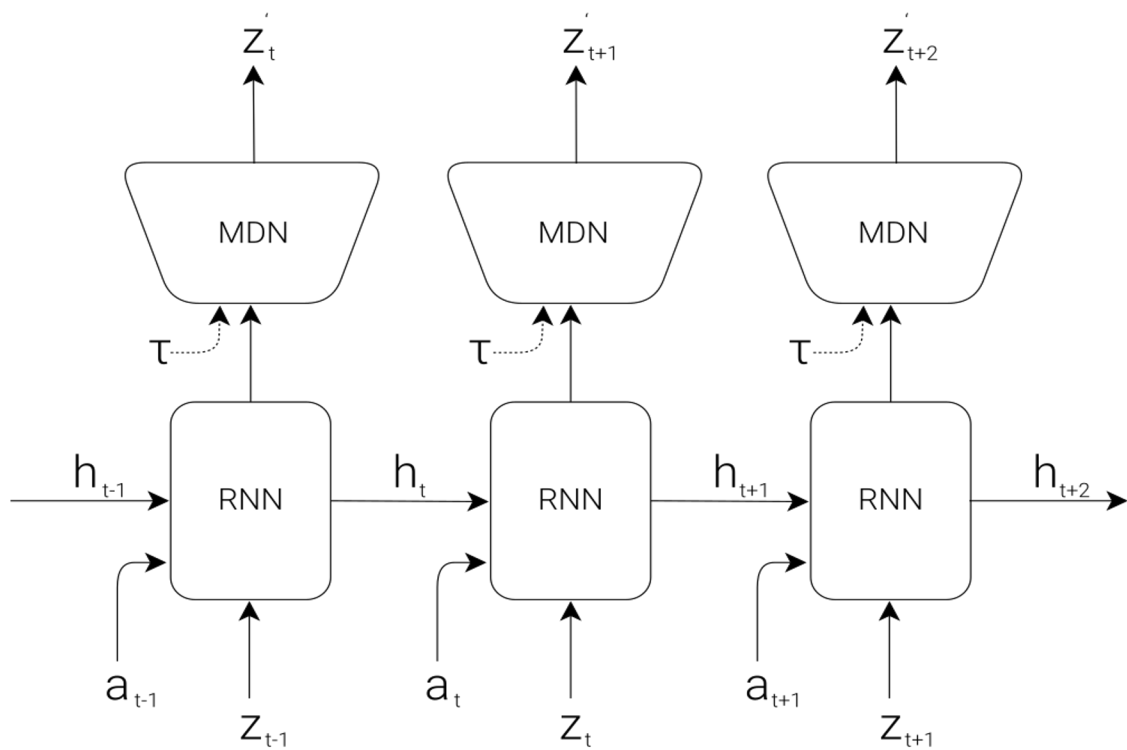 z'_t z'_{t+1} z'_{t+2}
MDN MDN MDN
τ τ τ
h_{t-1} h_t h_{t+1} h_{t+2}
RNN RNN RNN
a_{t-1} a_t a_{t+1}
z_{t-1} z_t z_{t+1}